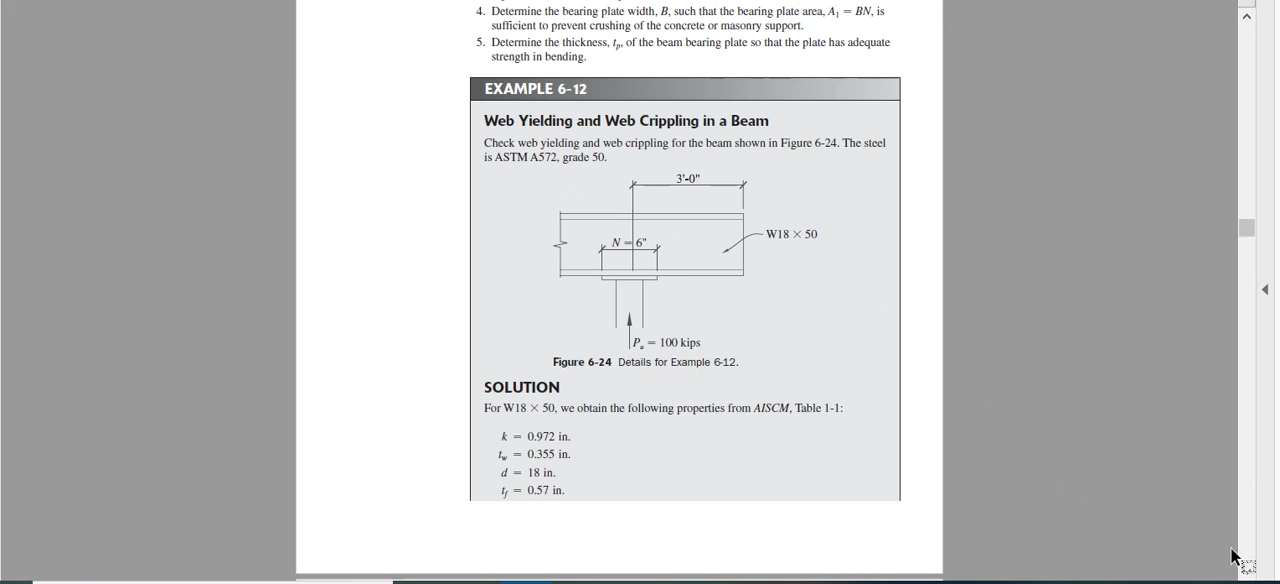 4. Determine the bearing plate width, B, such that the bearing plate area, A₁ = BN, is
sufficient to prevent crushing of the concrete or masonry support.
5. Determine the thickness, tₚ, of the beam bearing plate so that the plate has adequate
strength in bending.
EXAMPLE 6-12
Web Yielding and Web Crippling in a Beam
Check web yielding and web crippling for the beam shown in Figure 6-24. The steel
is ASTM A572, grade 50.
3'-0"
W18 × 50
N = 6"
Pᵤ = 100 kips
Figure 6-24 Details for Example 6-12.
SOLUTION
For W18 × 50, we obtain the following properties from AISCM, Table 1-1:
k = 0.972 in.
t_w = 0.355 in.
d = 18 in.
t_f = 0.57 in.